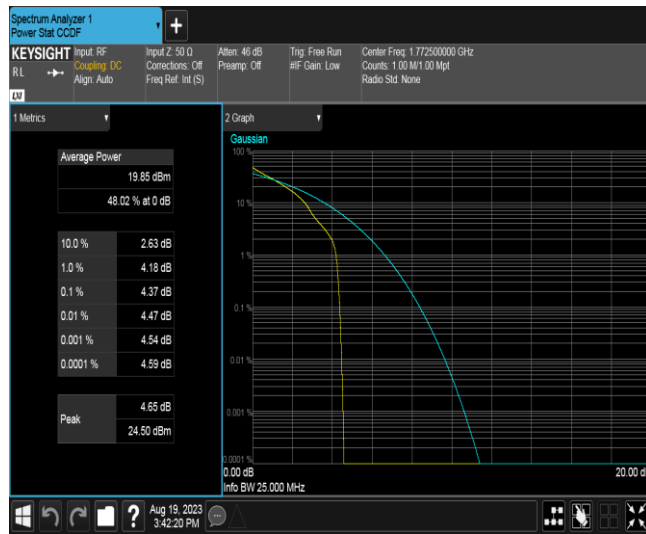 Spectrum Analyzer 1
Power Stat CCDF
+
KEYSIGHT
RL
LXI
Input: RF
Coupling: DC
Align: Auto
Input Z: 50 Ω
Corrections: Off
Freq Ref: Int (S)
Atten: 46 dB
Preamp: Off
Trig: Free Run
#IF Gain: Low
Center Freq: 1.772500000 GHz
Counts: 1.00 M/1.00 Mpt
Radio Std: None
1 Metrics
Average Power
19.85 dBm
48.02 % at 0 dB
10.0 % 2.63 dB
1.0 % 4.18 dB
0.1 % 4.37 dB
0.01 % 4.47 dB
0.001 % 4.54 dB
0.0001 % 4.59 dB
Peak
4.65 dB
24.50 dBm
2 Graph
Gaussian
100 %
10 %
1 %
0.1 %
0.01 %
0.001 %
0.0001 %
0.00 dB
20.00 d
Info BW 25.000 MHz
?
Aug 19, 2023
3:42:20 PM